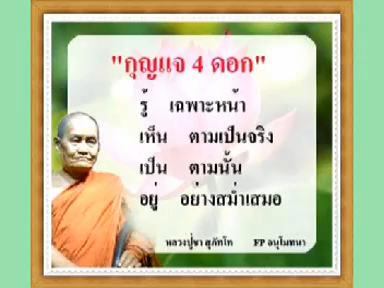 "กุญแจ 4 ดอก"
รู้ เฉพาะหน้า
เห็น ตามเป็นจริง
เป็น ตามนั้น
อยู่ อย่างสม่ำเสมอ
หลวงปู่ชา สุภัทโท FP อนุโมทนา